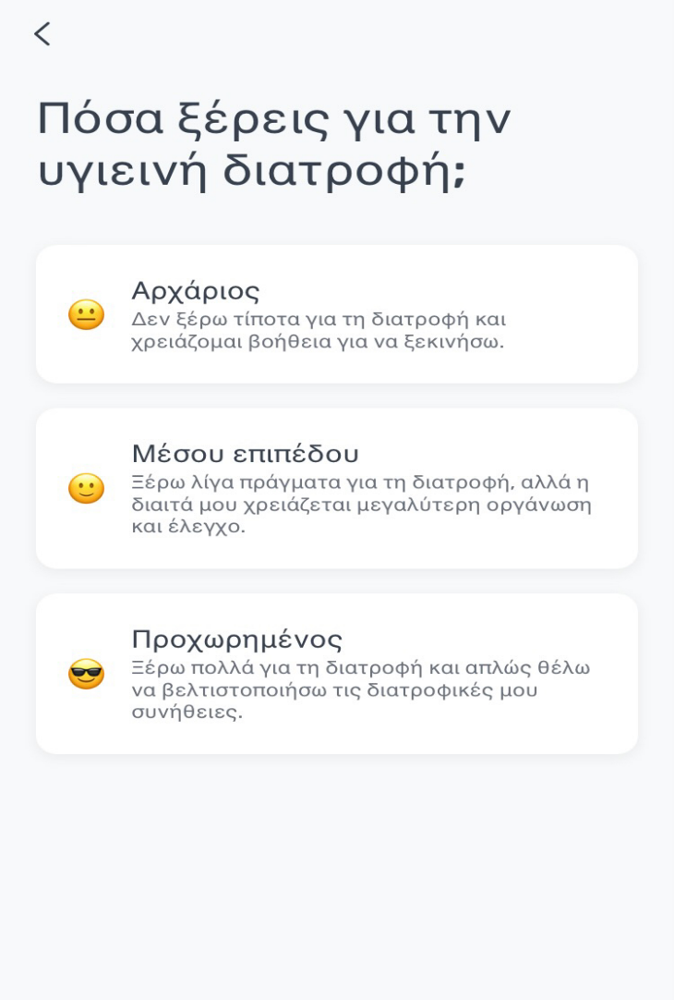 Πόσα ξέρεις για την
υγιεινή διατροφή;
Αρχάριος
Δεν ξέρω τίποτα για τη διατροφή και
χρειάζομαι βοήθεια για να ξεκινήσω.
Μέσου επιπέδου
Ξέρω λίγα πράγματα για τη διατροφή, αλλά η
διαιτά μου χρειάζεται μεγαλύτερη οργάνωση
και έλεγχο.
Προχωρημένος
Ξέρω πολλά για τη διατροφή και απλώς θέλω
να βελτιστοποιήσω τις διατροφικές μου
συνήθειες.